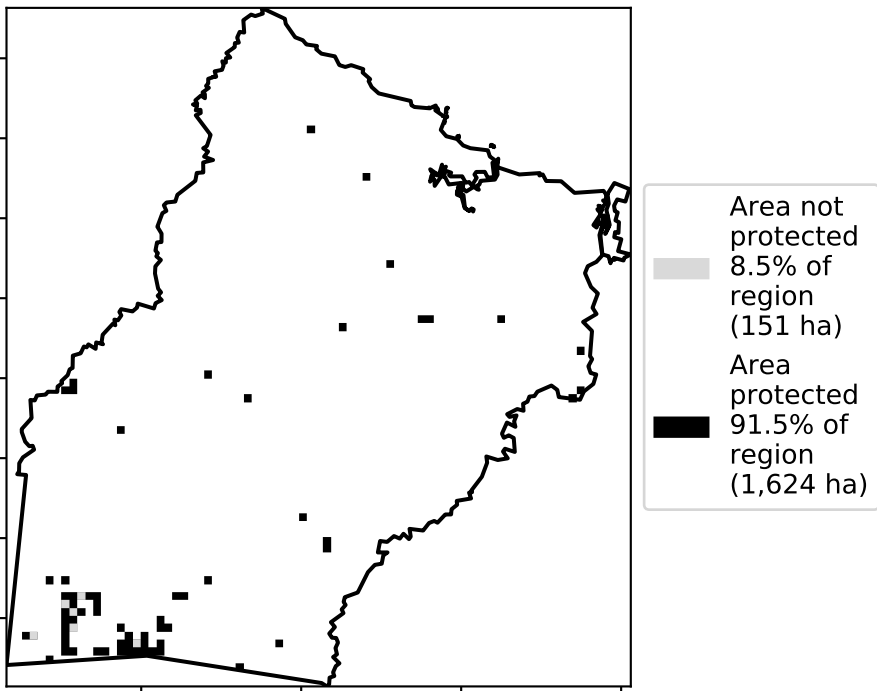 Area not
protected
8.5% of
region
(151 ha)
Area
protected
91.5% of
region
(1,624 ha)